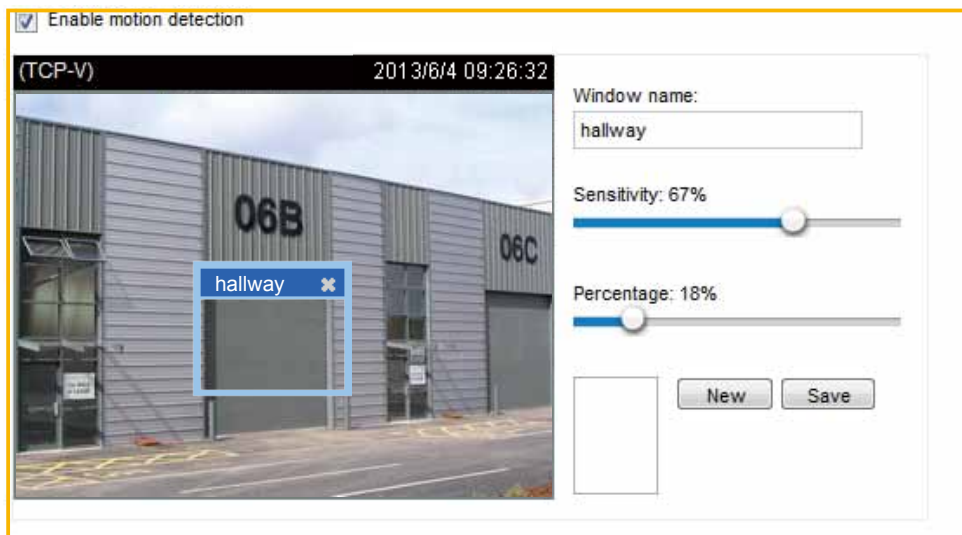 Enable motion detection
(TCP-V) 2013/6/4 09:26:32
Window name:
hallway
Sensitivity: 67%
06B
06C
hallway
Percentage: 18%
New Save